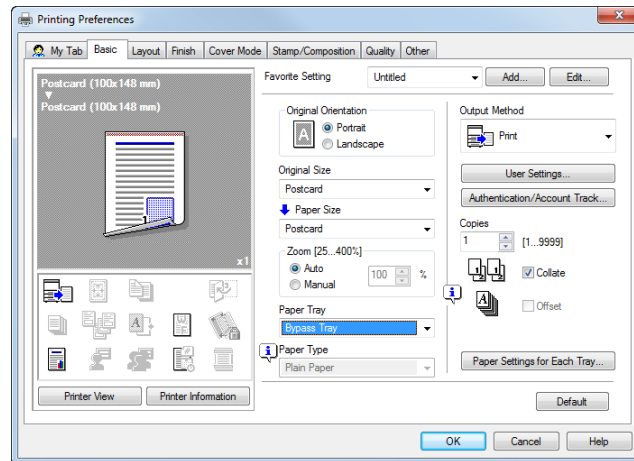 Printing Preferences
My Tab
Basic
Layout
Finish
Cover Mode
Stamp/Composition
Quality
Other
Postcard (100x148 mm)
Postcard (100x148 mm)
1
x1
Printer View
Printer Information
Favorite Setting
Untitled
Add...
Edit...
Original Orientation
A
Portrait
Landscape
Original Size
Postcard
Paper Size
Postcard
Zoom [25...400%]
Auto
Manual
100
%
Paper Tray
Bypass Tray
Paper Type
Plain Paper
Output Method
Print
User Settings...
Authentication/Account Track...
Copies
1
[1...9999]
Collate
Offset
Paper Settings for Each Tray...
Default
OK
Cancel
Help